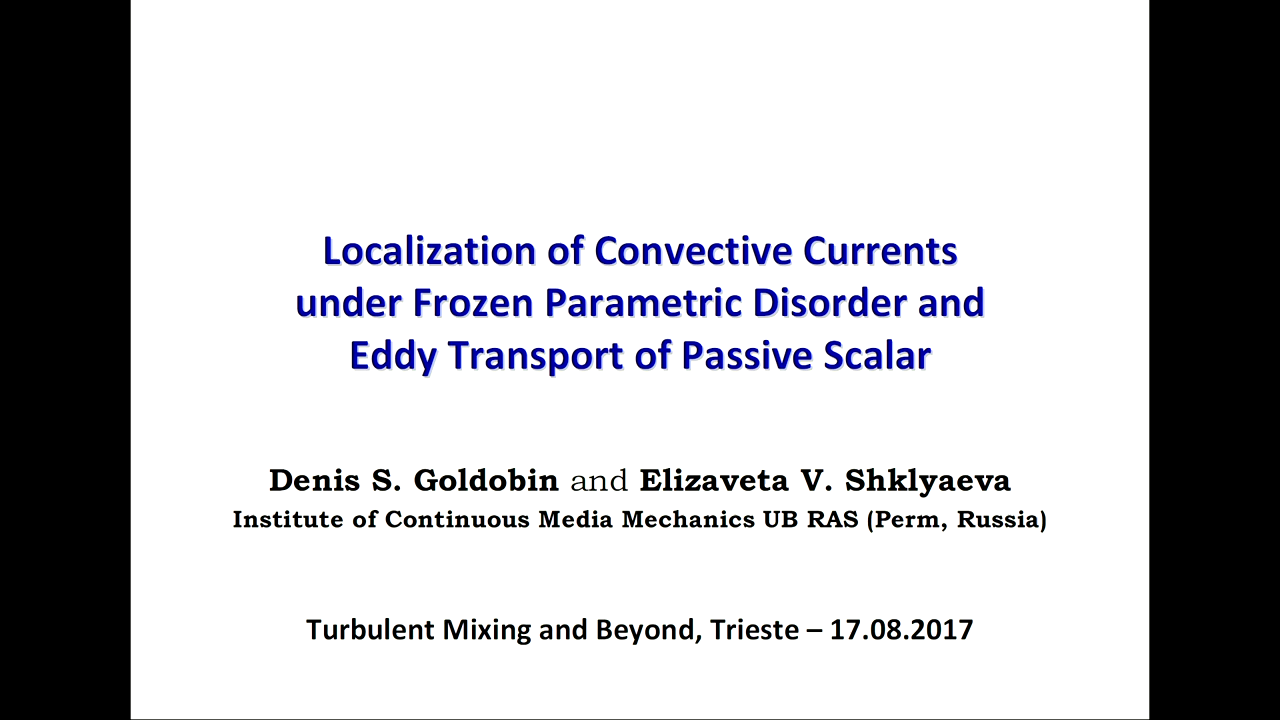 Localization of Convective Currents
under Frozen Parametric Disorder and
Eddy Transport of Passive Scalar
Denis S. Goldobin and Elizaveta V. Shklyaeva
Institute of Continuous Media Mechanics UB RAS (Perm, Russia)
Turbulent Mixing and Beyond, Trieste – 17.08.2017